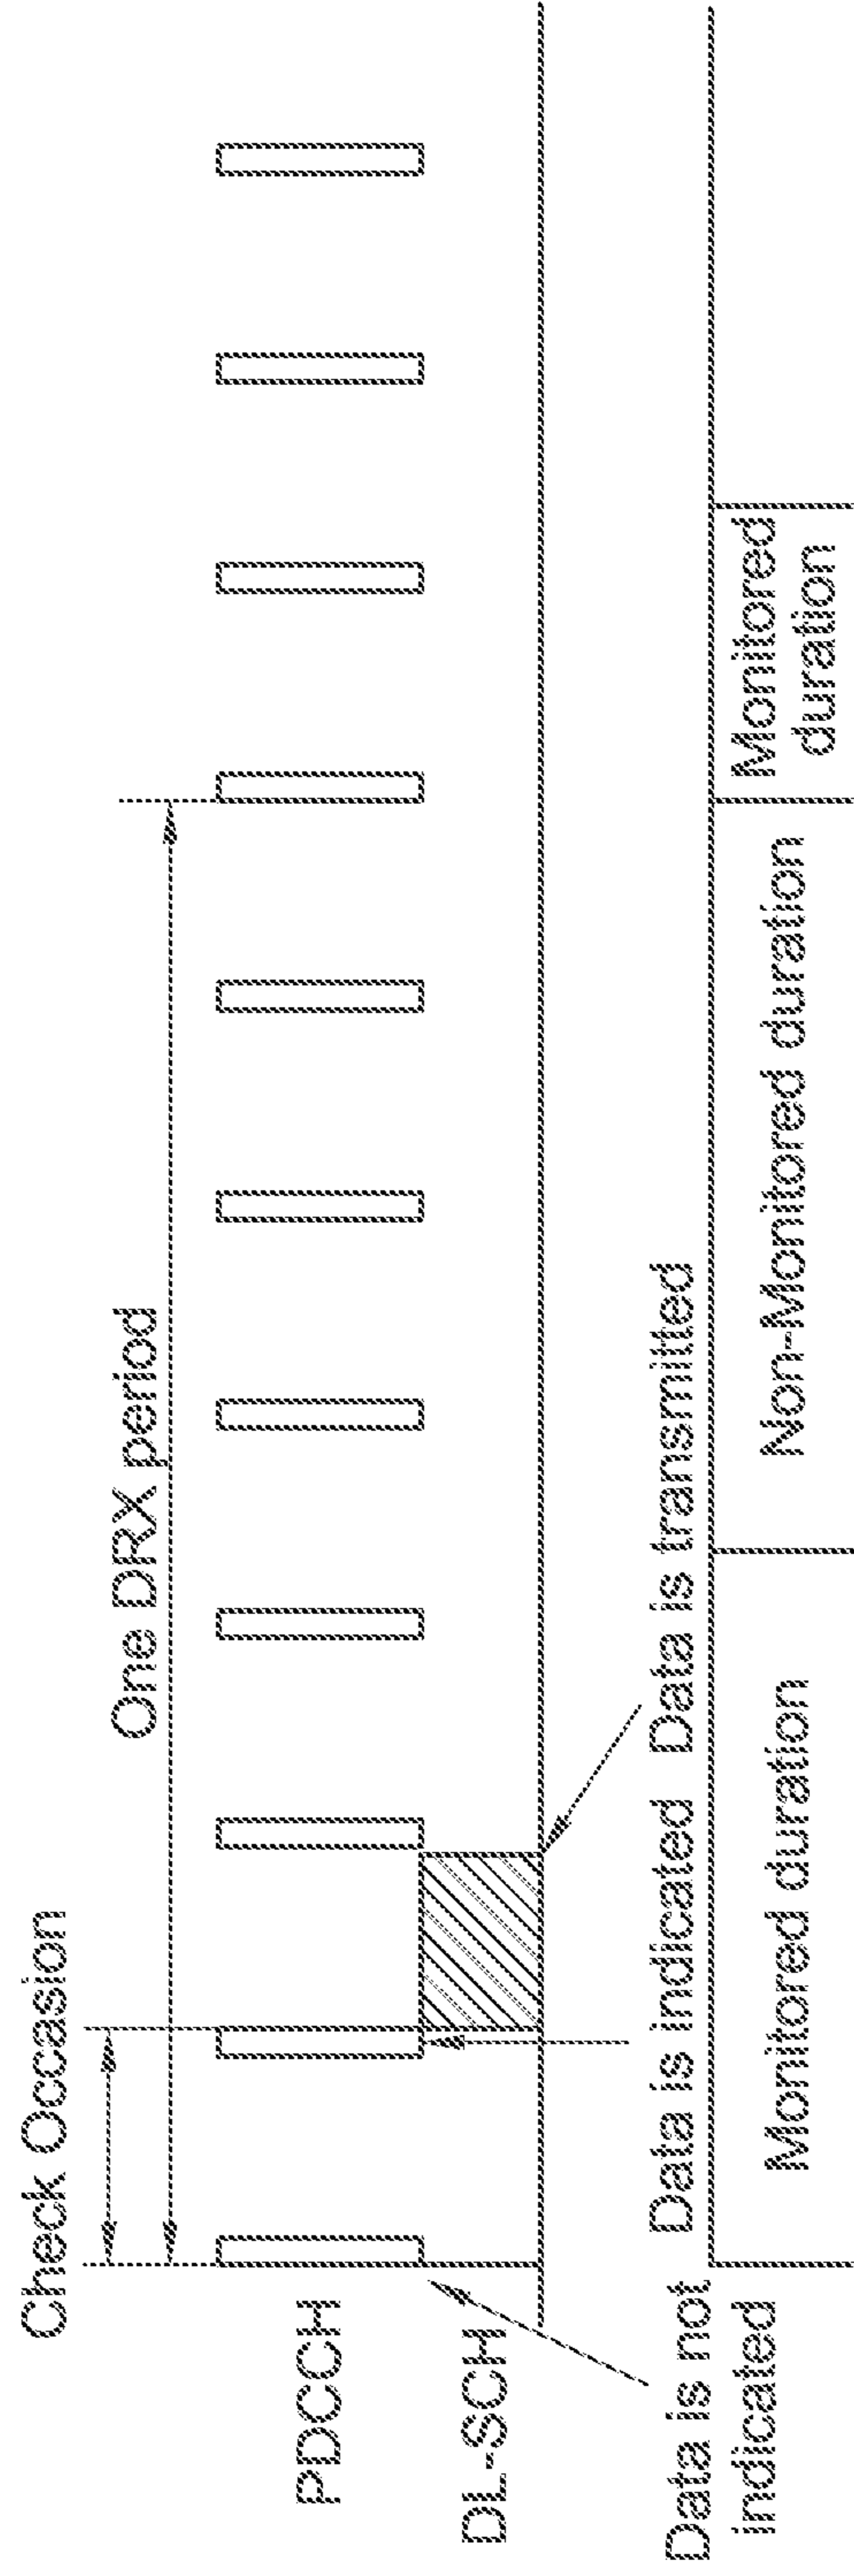 Check Occasion
One DRX period
PDCCH
DL-SCH
Data is not
indicated
Data is indicated
Data is transmitted
Monitored duration
Non-Monitored duration
Monitored
duration